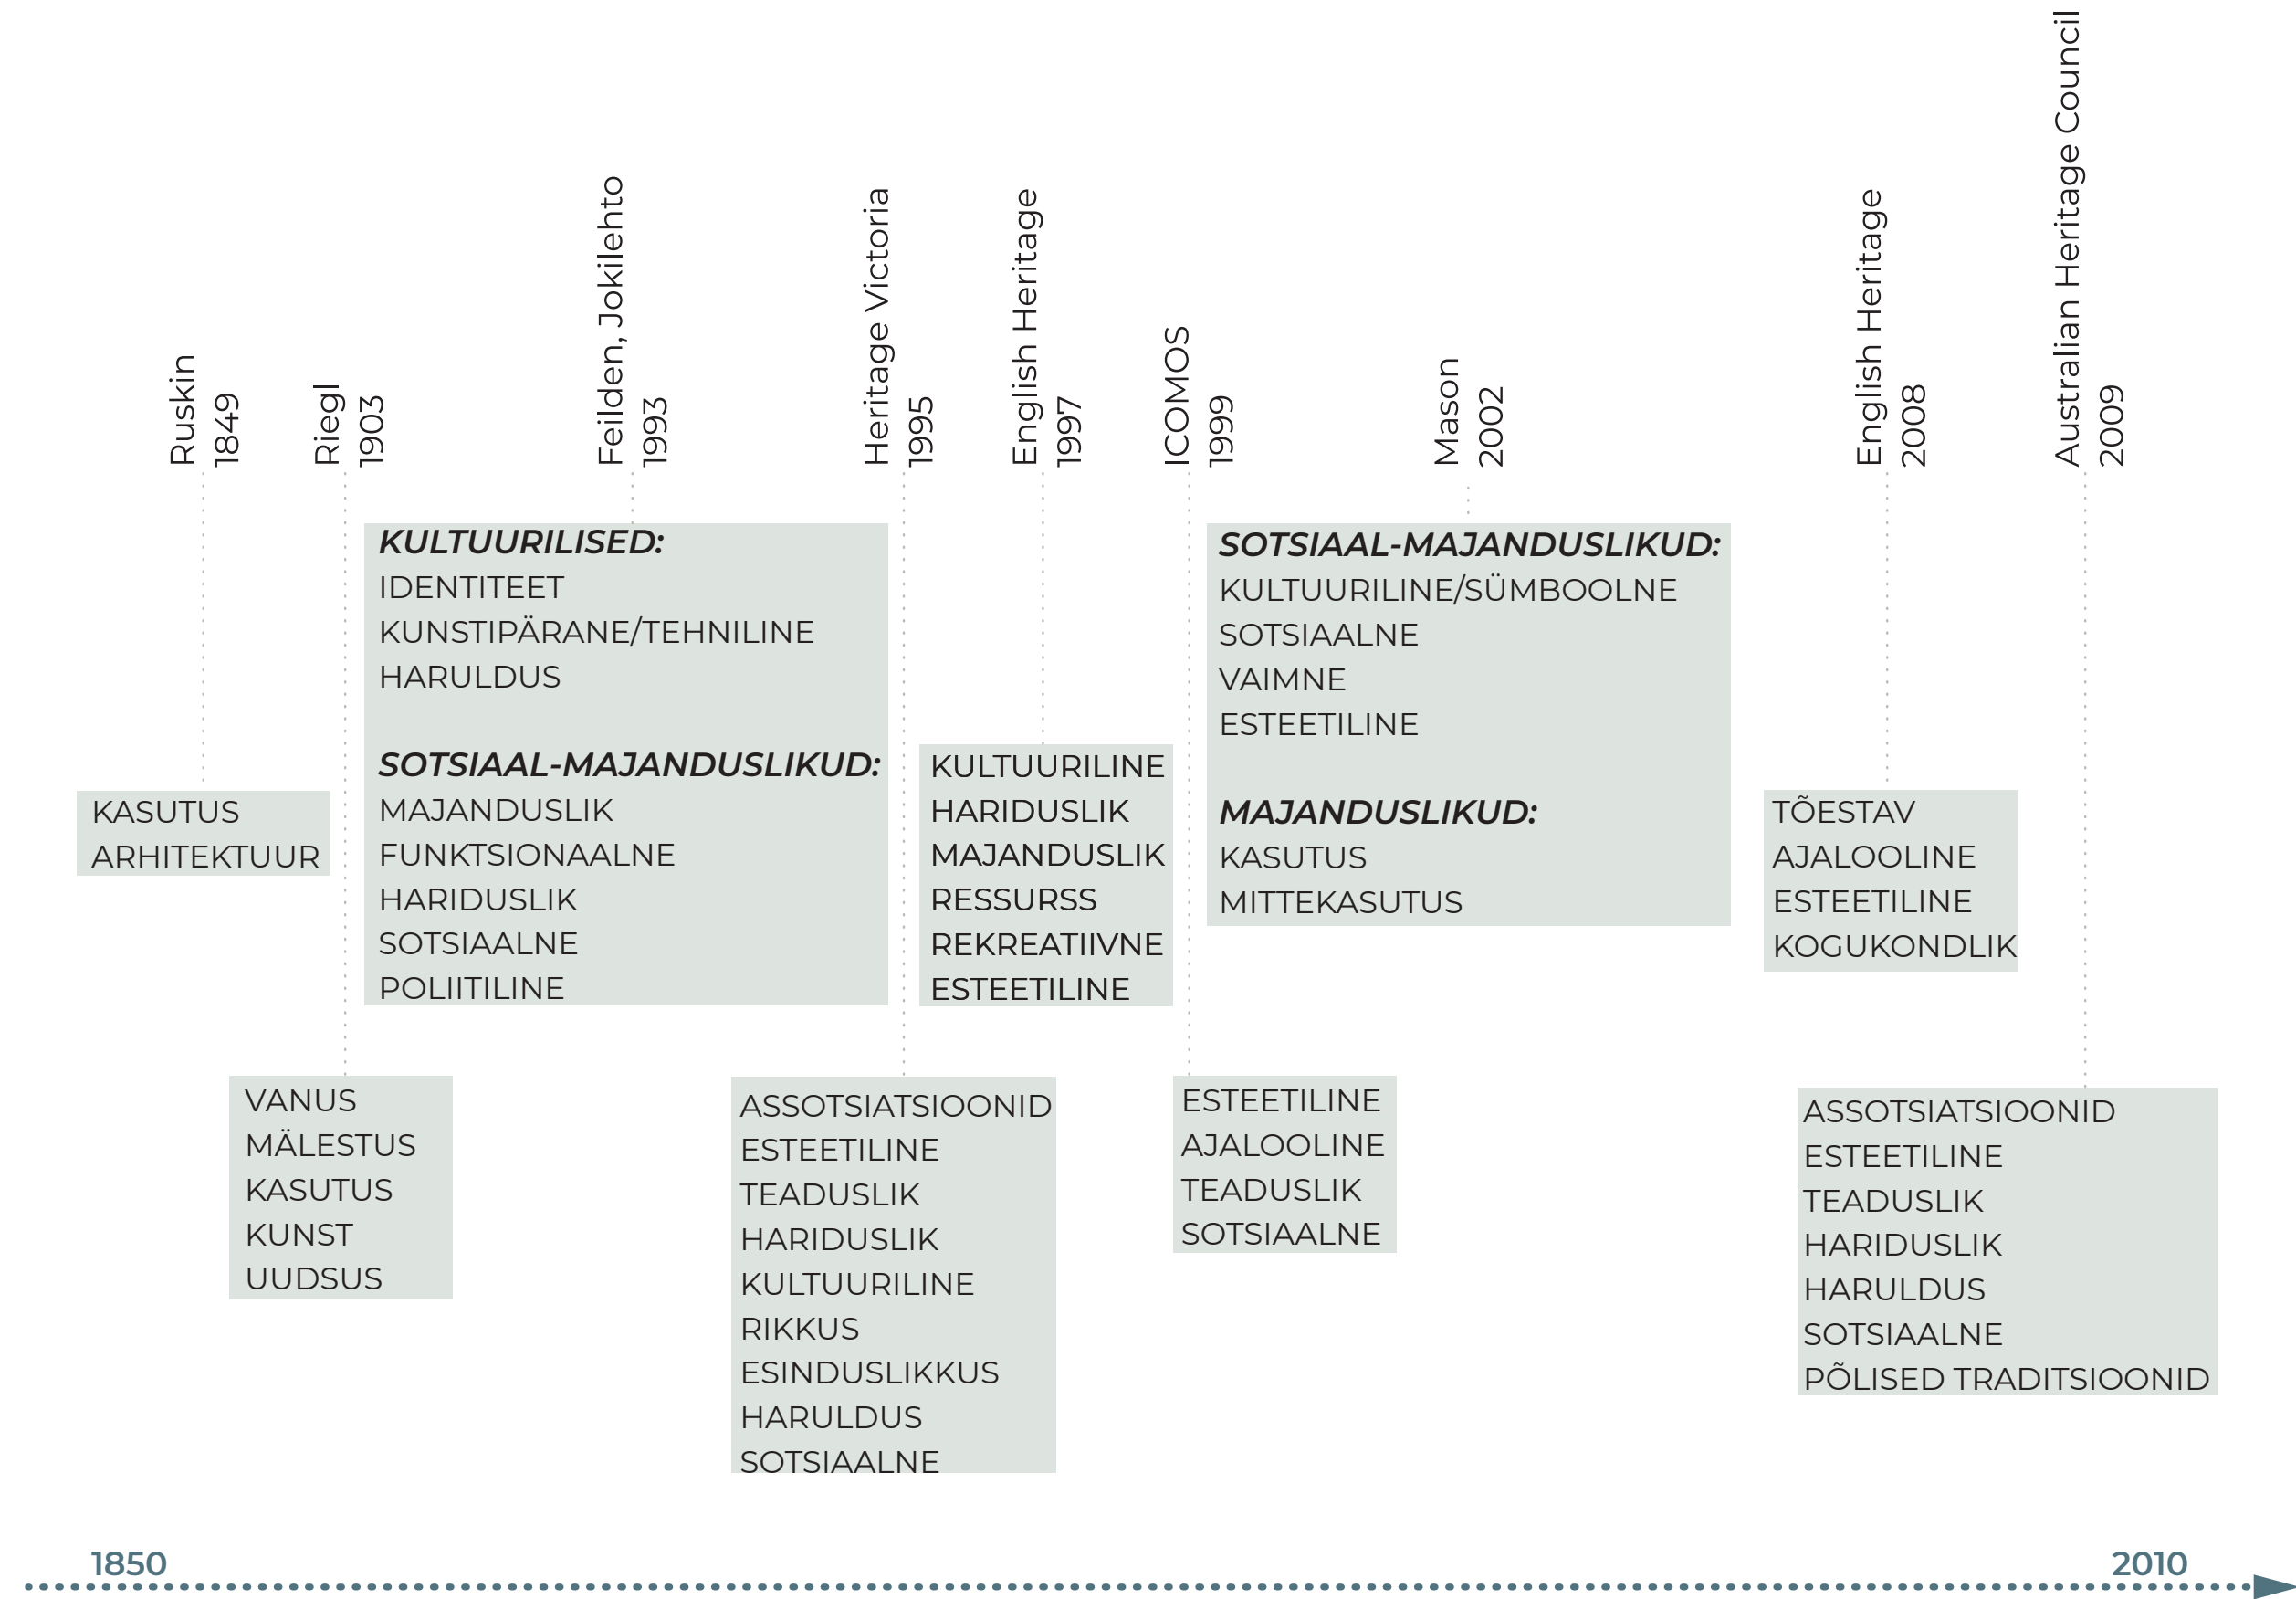 Ruskin
1849
Riegl
1903
Feilden, Jokilehto
1993
Heritage Victoria
1995
English Heritage
1997
ICOMOS
1999
Mason
2002
English Heritage
2008
Australian Heritage Council
2009
KASUTUS
ARHITEKTUUR
VANUS
MÄLESTUS
KASUTUS
KUNST
UUDSUS
KULTUURILISED:
IDENTITEET
KUNSTIPÄRANE/TEHNILINE
HARULDUS
SOTSIAAL-MAJANDUSLIKUD:
MAJANDUSLIK
FUNKTSIONAALNE
HARIDUSLIK
SOTSIAALNE
POLIITILINE
ASSOTSIATSIOONID
ESTEETILINE
TEADUSLIK
HARIDUSLIK
KULTUURILINE
RIKKUS
ESINDUSLIKKUS
HARULDUS
SOTSIAALNE
KULTUURILINE
HARIDUSLIK
MAJANDUSLIK
RESSURSS
REKREATIIVNE
ESTEETILINE
ESTEETILINE
AJALOOLINE
TEADUSLIK
SOTSIAALNE
SOTSIAAL-MAJANDUSLIKUD:
KULTUURILINE/SÜMBOOLNE
SOTSIAALNE
VAIMNE
ESTEETILINE
MAJANDUSLIKUD:
KASUTUS
MITTEKASUTUS
TÕESTAV
AJALOOLINE
ESTEETILINE
KOGUKONDLIK
ASSOTSIATSIOONID
ESTEETILINE
TEADUSLIK
HARIDUSLIK
HARULDUS
SOTSIAALNE
PÕLISED TRADITSIOONID
1850
2010